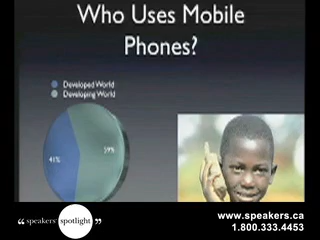 Who Uses Mobile
Phones?
Developed World
Developing World
41%
59%
“ speakers' spotlight ”
www.speakers.ca
1.800.333.4453